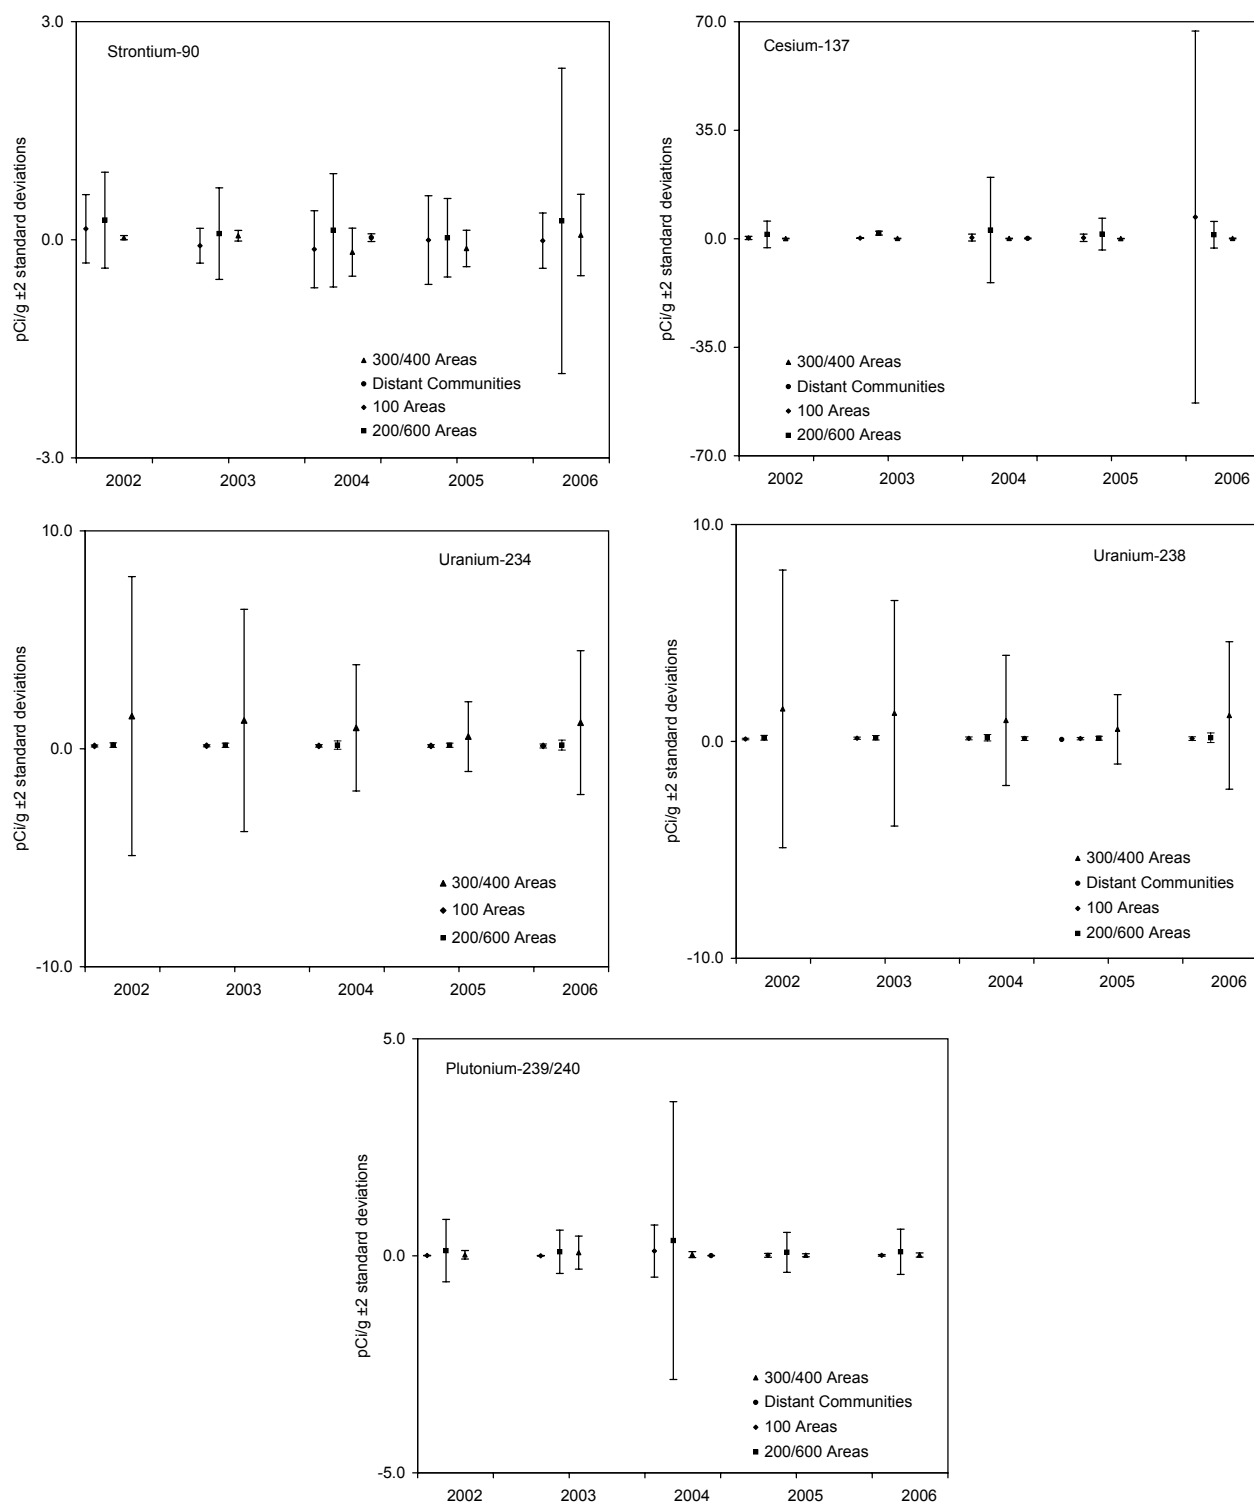 3.0
Strontium-90
pCi/g ±2 standard deviations
0.0
▲ 300/400 Areas
● Distant Communities
◆ 100 Areas
■ 200/600 Areas
-3.0
2002 2003 2004 2005 2006
70.0
Cesium-137
35.0
pCi/g ±2 standard deviations
0.0
-35.0
▲ 300/400 Areas
● Distant Communities
◆ 100 Areas
■ 200/600 Areas
-70.0
2002 2003 2004 2005 2006
10.0
Uranium-234
pCi/g ±2 standard deviations
0.0
▲ 300/400 Areas
◆ 100 Areas
■ 200/600 Areas
-10.0
2002 2003 2004 2005 2006
10.0
Uranium-238
pCi/g ±2 standard deviations
0.0
▲ 300/400 Areas
● Distant Communities
◆ 100 Areas
■ 200/600 Areas
-10.0
2002 2003 2004 2005 2006
5.0
Plutonium-239/240
pCi/g ±2 standard deviations
0.0
▲ 300/400 Areas
● Distant Communities
◆ 100 Areas
■ 200/600 Areas
-5.0
2002 2003 2004 2005 2006